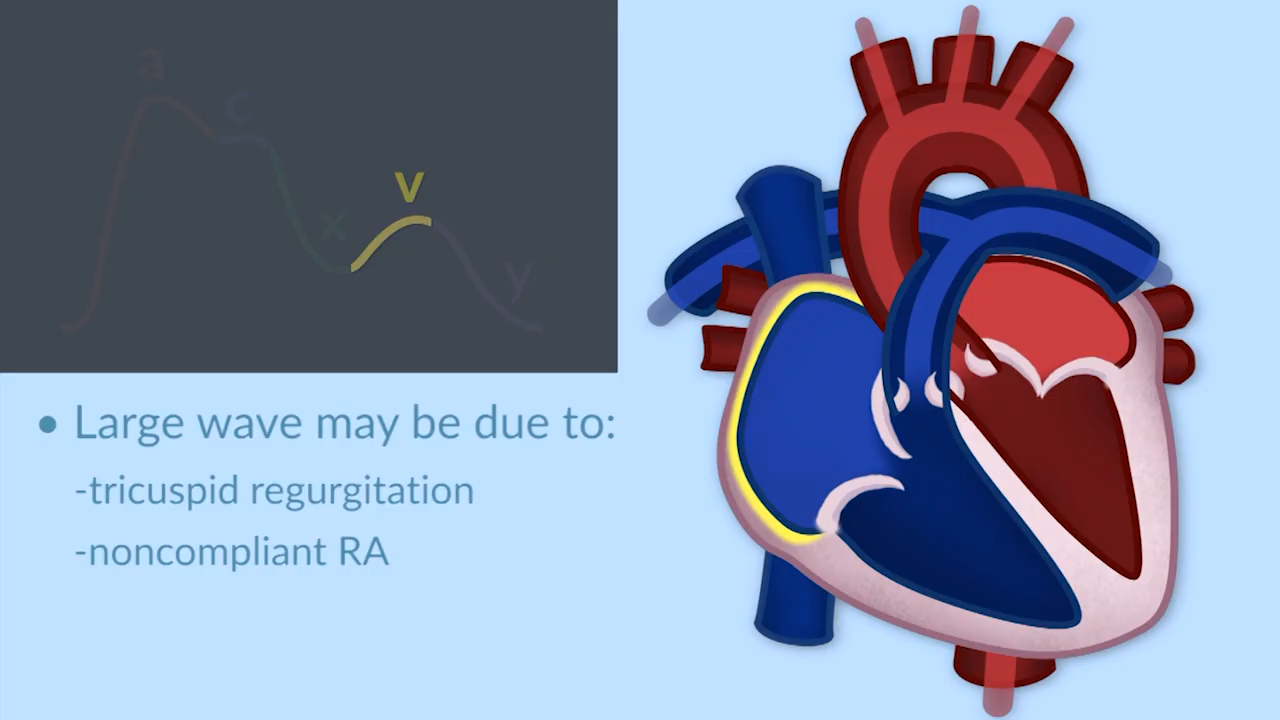 a
c
v
x
y
• Large wave may be due to:
-tricuspid regurgitation
-noncompliant RA